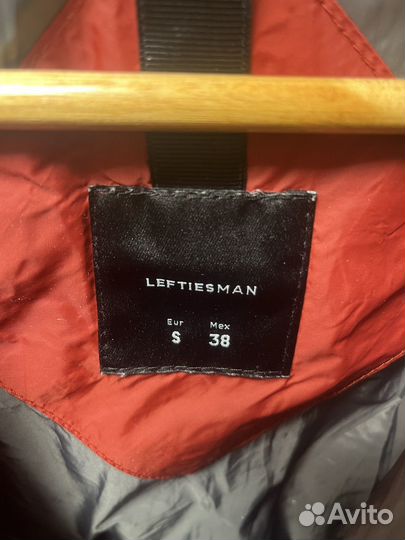 LEFTIESMAN
Eur Mex
S 38
Avito